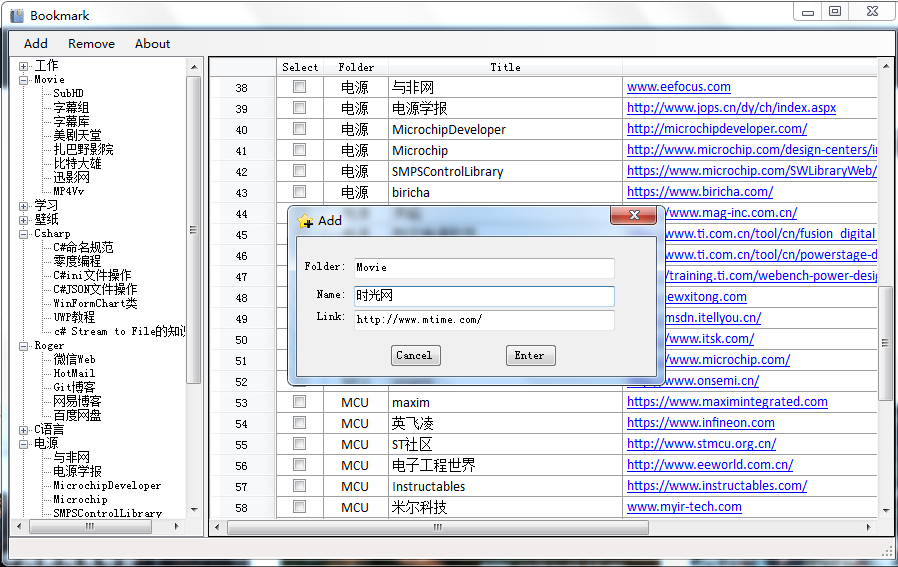 Bookmark
Add Remove About
工作
Movie
SubHD
字幕组
字幕库
美剧天堂
扎巴野影院
比特大雄
迅影网
MP4Vv
学习
壁纸
Csharp
C#命名规范
零度编程
C#ini文件操作
C#JSON文件操作
WinFormChart类
UWP教程
c# Stream to File的知识
Roger
微信Web
HotMail
Git博客
网易博客
百度网盘
C语言
电源
与非网
电源学报
MicrochipDeveloper
Microchip
SMPSControlLibrary
Select Folder Title
38 电源 与非网 www.eefocus.com
39 电源 电源学报 http://www.jops.cn/dy/ch/index.aspx
40 电源 MicrochipDeveloper http://microchipdeveloper.com/
41 电源 Microchip http://www.microchip.com/design-centers/in
42 电源 SMPSControlLibrary https://www.microchip.com/SWLibraryWeb/
43 电源 biricha https://www.biricha.com/
44 /www.mag-inc.com.cn/
45 www.ti.com.cn/tool/cn/fusion_digital
46 www.ti.com.cn/tool/cn/powerstage-d
47 /training.ti.com/webench-power-desig
48 ewxitong.com
49 msdn.itellyou.cn/
50 /www.itsk.com/
51 /www.microchip.com/
52 /www.onsemi.cn/
53 MCU maxim https://www.maximintegrated.com
54 MCU 英飞凌 https://www.infineon.com
55 MCU ST社区 https://www.stmcu.org.cn/
56 MCU 电子工程世界 http://www.eeworld.com.cn/
57 MCU Instructables http://www.instructables.com/
58 MCU 米尔科技 www.myir-tech.com
Add
Folder: Movie
Name: 时光网
Link: http://www.mtime.com/
Cancel Enter